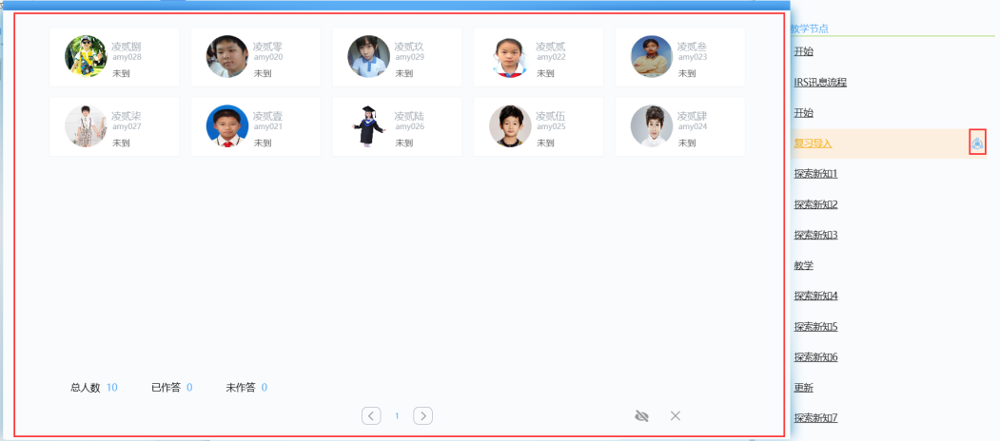 凌贰捌
amy028
未到
凌贰零
amy020
未到
凌贰玖
amy029
未到
凌贰贰
amy022
未到
凌贰叁
amy023
未到
凌贰柒
amy027
未到
凌贰壹
amy021
未到
凌贰陆
amy026
未到
凌贰伍
amy025
未到
凌贰肆
amy024
未到
总人数 10 已作答 0 未作答 0
1
教学节点
开始
IRS讯息流程
开始
复习导入
探索新知1
探索新知2
探索新知3
教学
探索新知4
探索新知5
探索新知6
更新
探索新知7